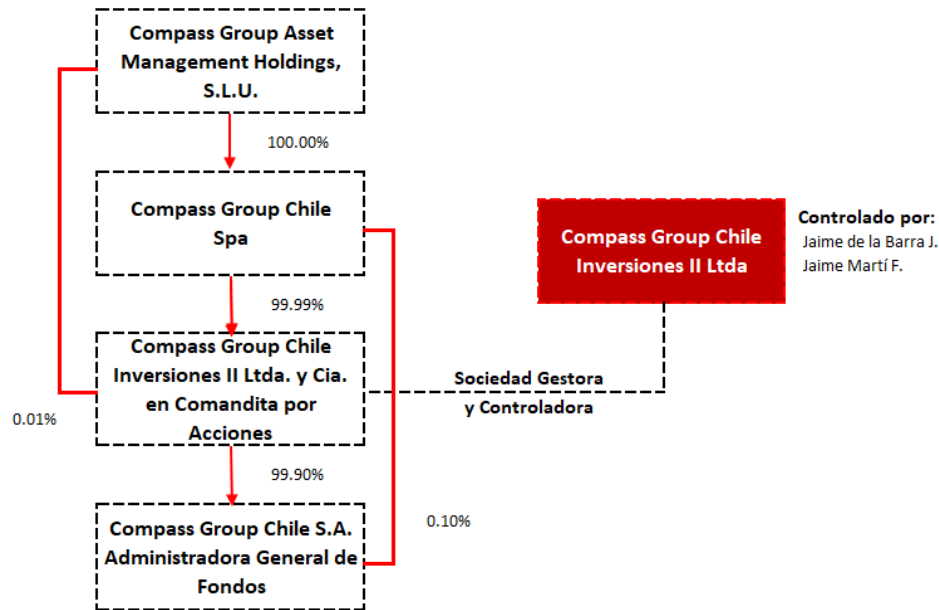 Compass Group Asset
Management Holdings,
S.L.U.
100.00%
Compass Group Chile
Spa
99.99%
Compass Group Chile
Inversiones II Ltda. y Cia.
en Comandita por
Acciones
0.01%
99.90%
Compass Group Chile S.A.
Administradora General de
Fondos
0.10%
Sociedad Gestora
y Controladora
Compass Group Chile
Inversiones II Ltda
Controlado por:
Jaime de la Barra J.
Jaime Martí F.